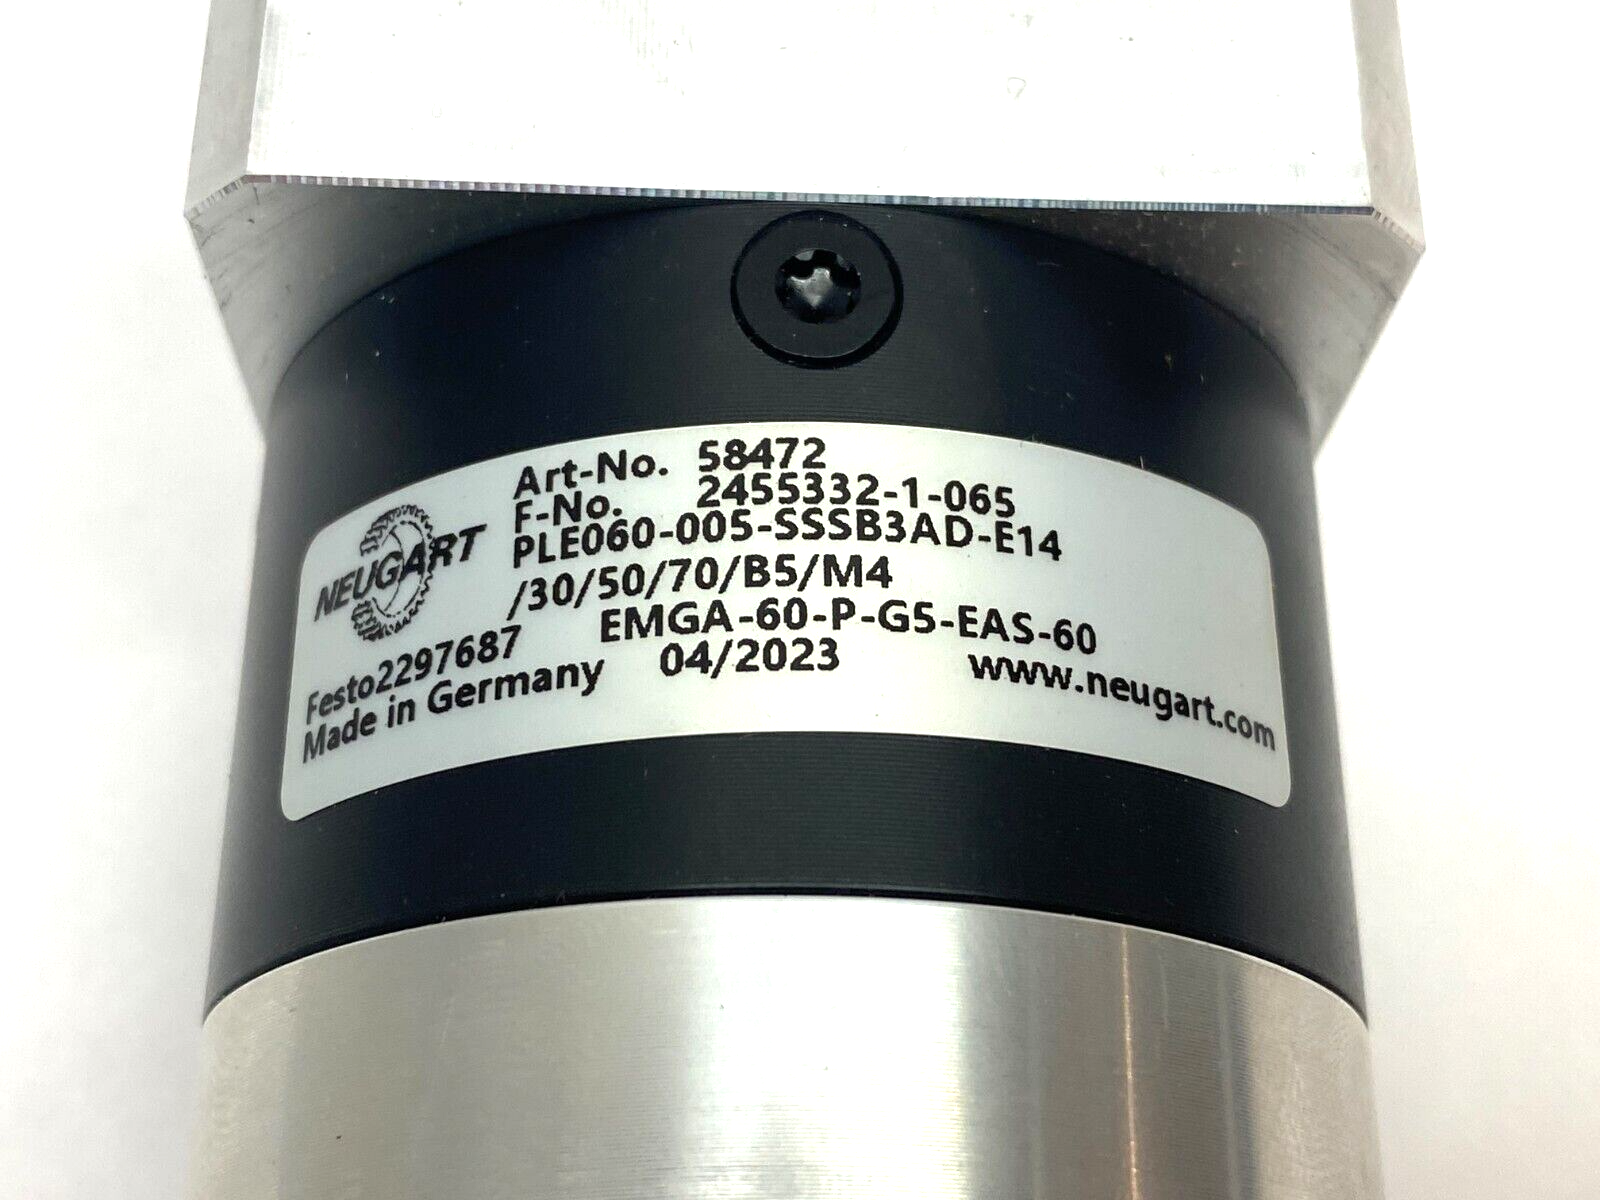 NEUGART
Art-No. 58472
F-No. 2455332-1-065
PLE060-005-SSSB3AD-E14
/30/50/70/B5/M4
Festo2297687 EMGA-60-P-G5-EAS-60
Made in Germany 04/2023 www.neugart.com